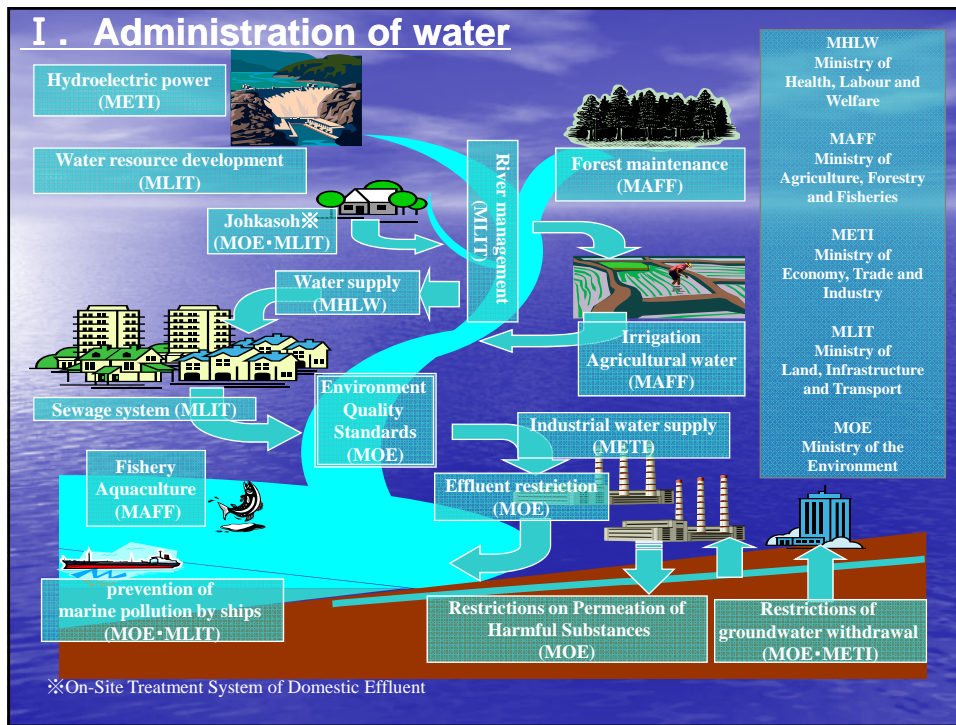 Ⅰ. Administration of water
Hydroelectric power
(METI)
Water resource development
(MLIT)
Johkasoh※
(MOE・MLIT)
River management
(MLIT)
Forest maintenance
(MAFF)
Water supply
(MHLW)
Irrigation
Agricultural water
(MAFF)
Sewage system (MLIT)
Environment
Quality
Standards
(MOE)
Industrial water supply
(METI)
Effluent restriction
(MOE)
Fishery
Aquaculture
(MAFF)
prevention of
marine pollution by ships
(MOE・MLIT)
Restrictions on Permeation of
Harmful Substances
(MOE)
Restrictions of
groundwater withdrawal
(MOE・METI)
MHLW
Ministry of
Health, Labour and
Welfare
MAFF
Ministry of
Agriculture, Forestry
and Fisheries
METI
Ministry of
Economy, Trade and
Industry
MLIT
Ministry of
Land, Infrastructure
and Transport
MOE
Ministry of the
Environment
※On-Site Treatment System of Domestic Effluent